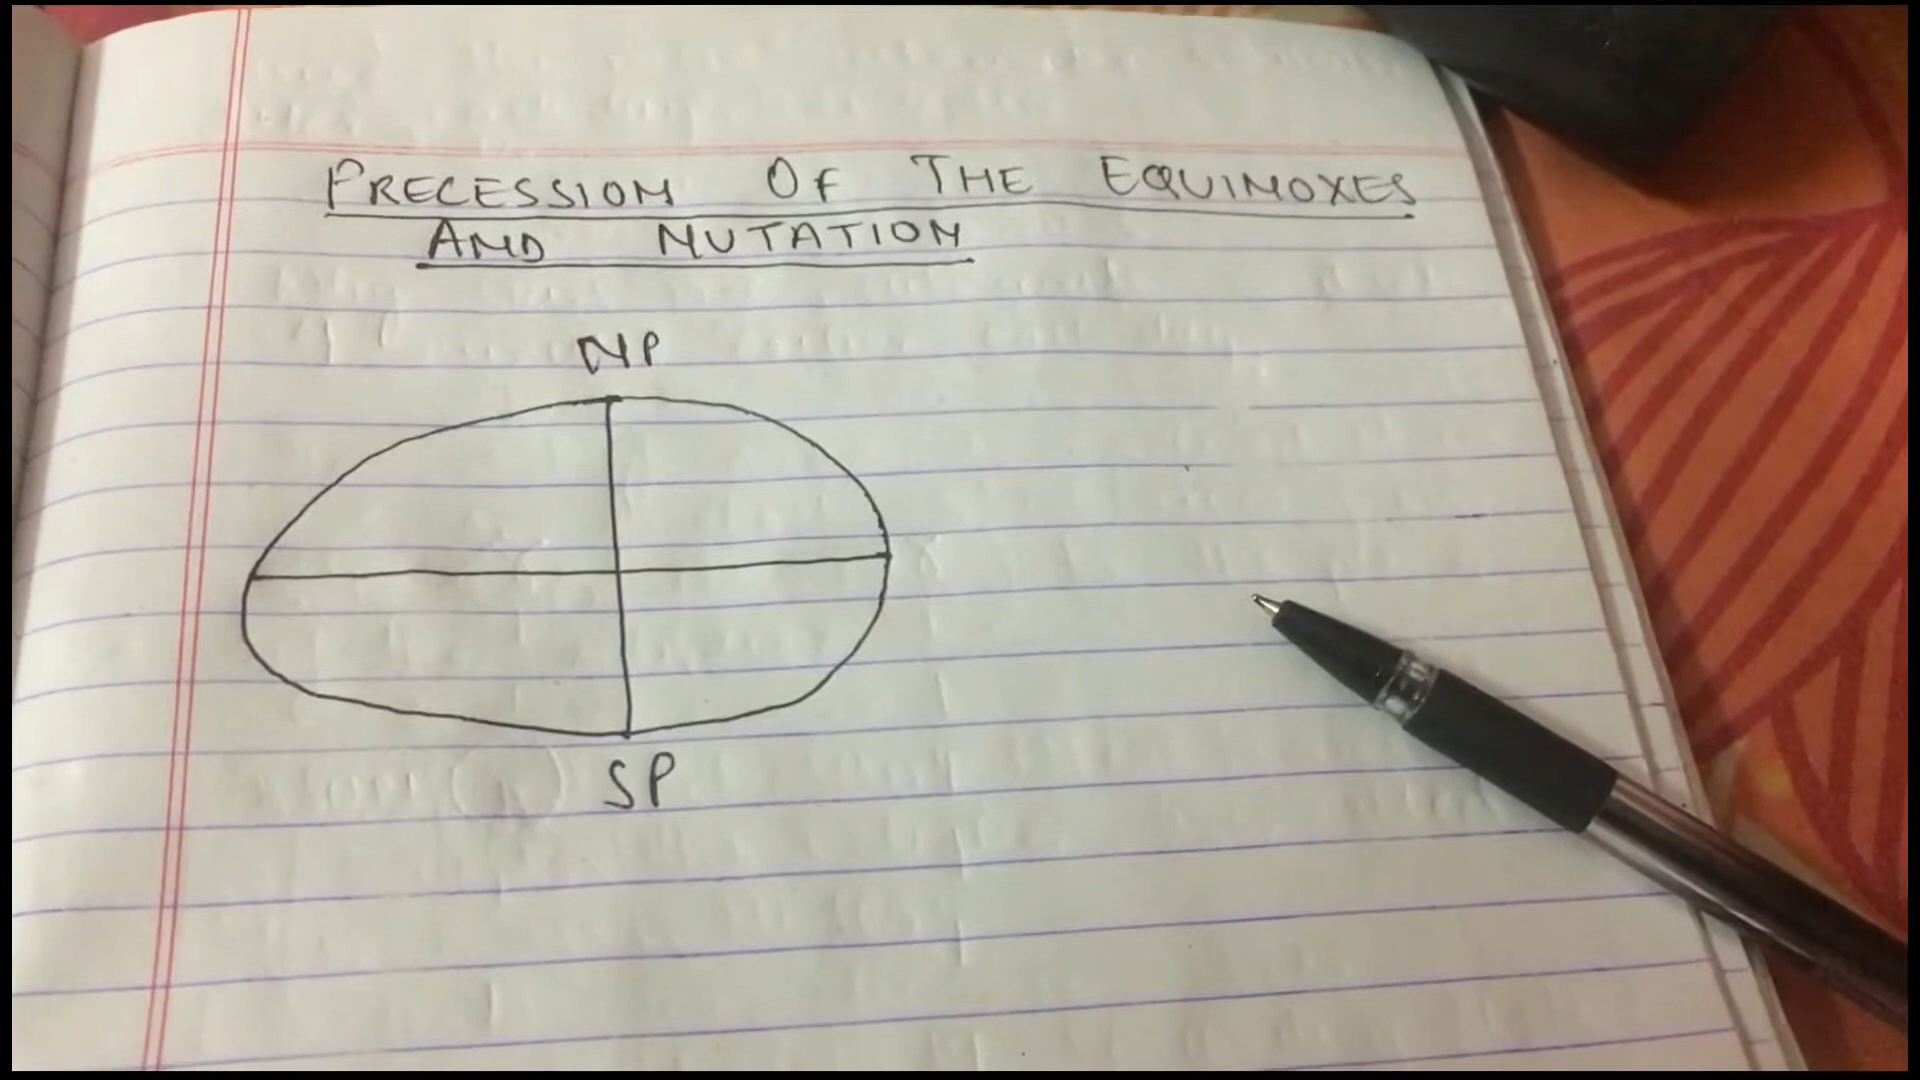 PRECESSION OF THE EQUINOXES
AND NUTATION
NP
SP